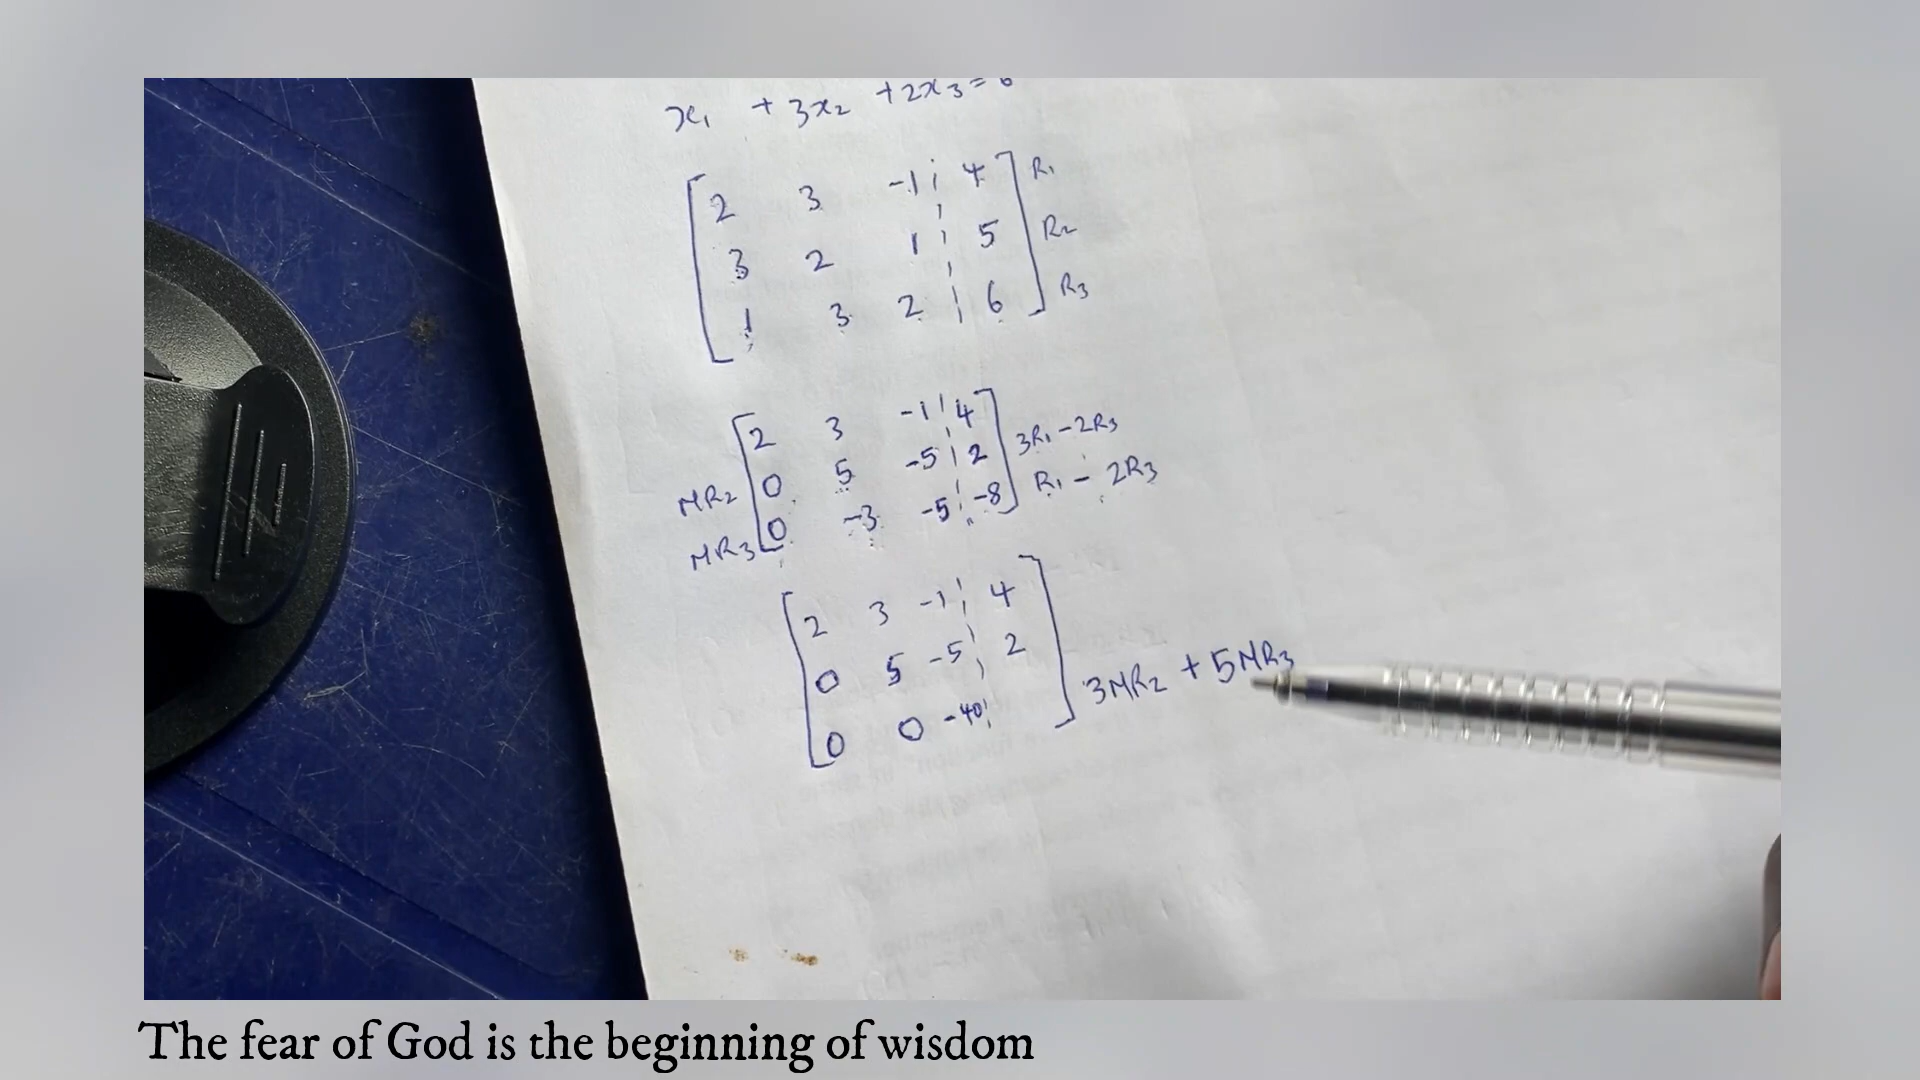 x₁ + 3x₂ + 2x₃ = 6
2 3 -1 4 R₁
3 2 1 5 R₂
1 3 2 6 R₃
2 3 -1 4
NR₂ 0 5 -5 2 3R₁ - 2R₃
NR₃ 0 -3 -5 -8 R₁ - 2R₃
2 3 -1 4
0 5 -5 2
0 0 -40 3NR₂ + 5NR₃
The fear of God is the beginning of wisdom